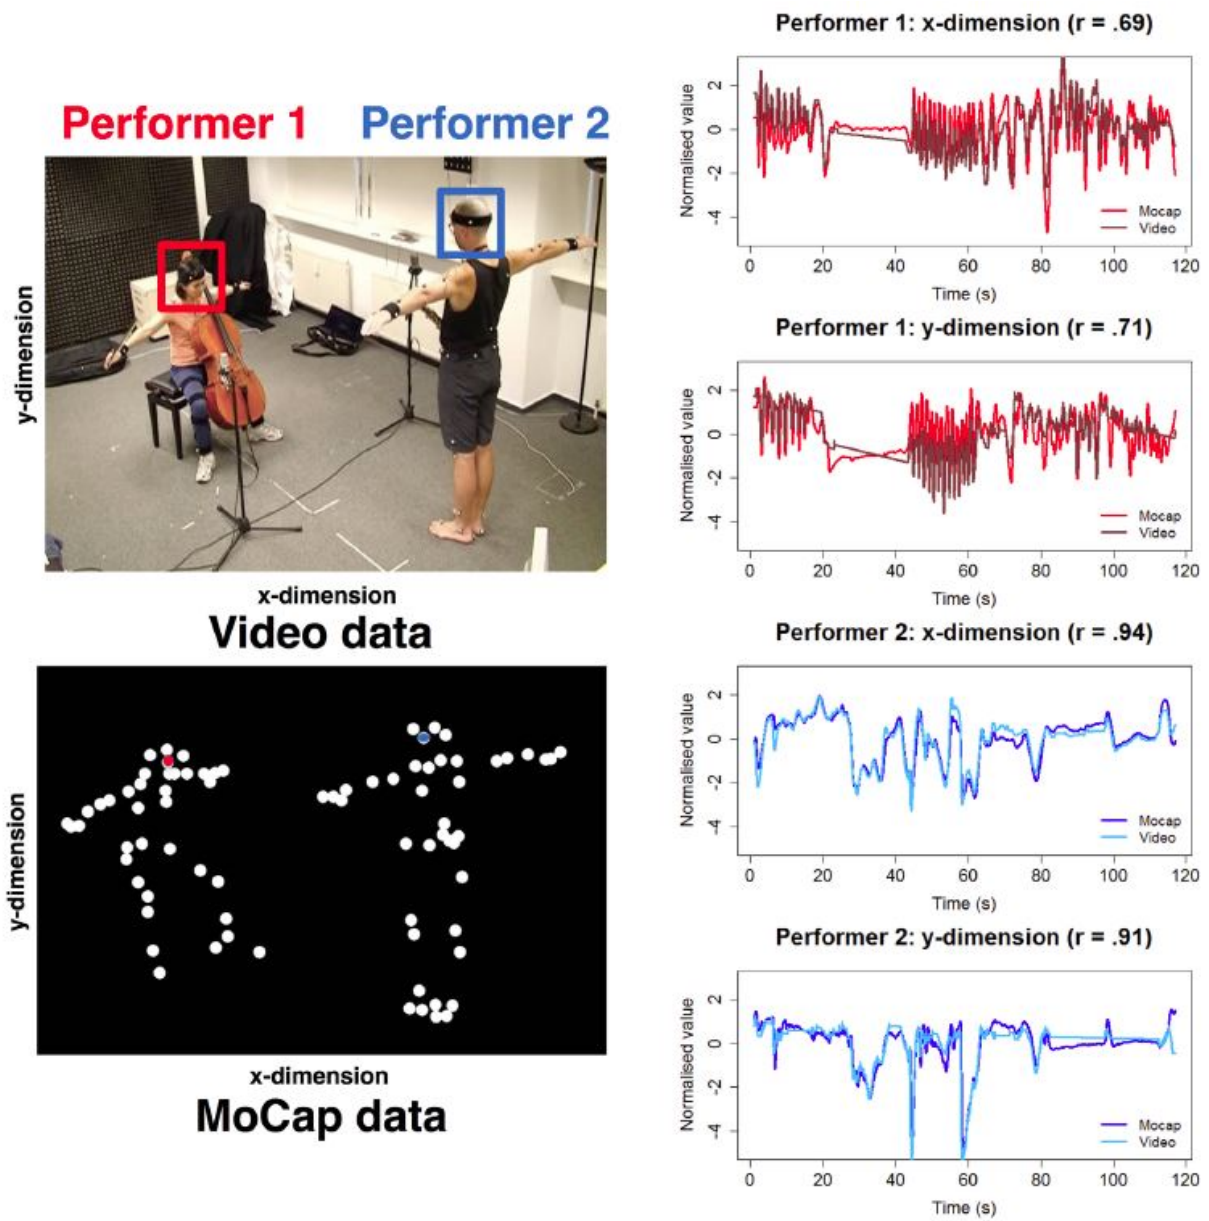 Performer 1 Performer 2
y-dimension
x-dimension
Video data
y-dimension
x-dimension
MoCap data
Performer 1: x-dimension (r = .69)
Normalised value
2
0
-2
-4
Mocap
Video
0 20 40 60 80 100 120
Time (s)
Performer 1: y-dimension (r = .71)
Normalised value
2
0
-2
-4
Mocap
Video
0 20 40 60 80 100 120
Time (s)
Performer 2: x-dimension (r = .94)
Normalised value
2
0
-2
-4
Mocap
Video
0 20 40 60 80 100 120
Time (s)
Performer 2: y-dimension (r = .91)
Normalised value
2
0
-2
-4
Mocap
Video
0 20 40 60 80 100 120
Time (s)